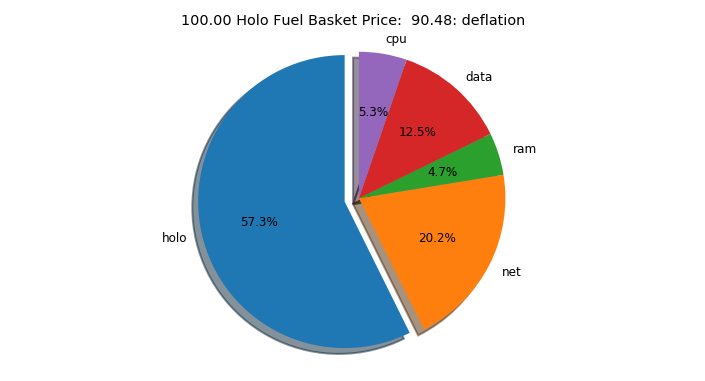 100.00 Holo Fuel Basket Price:  90.48: deflation
cpu
data
5.3%
12.5%
ram
4.7%
57.3%
holo
20.2%
net